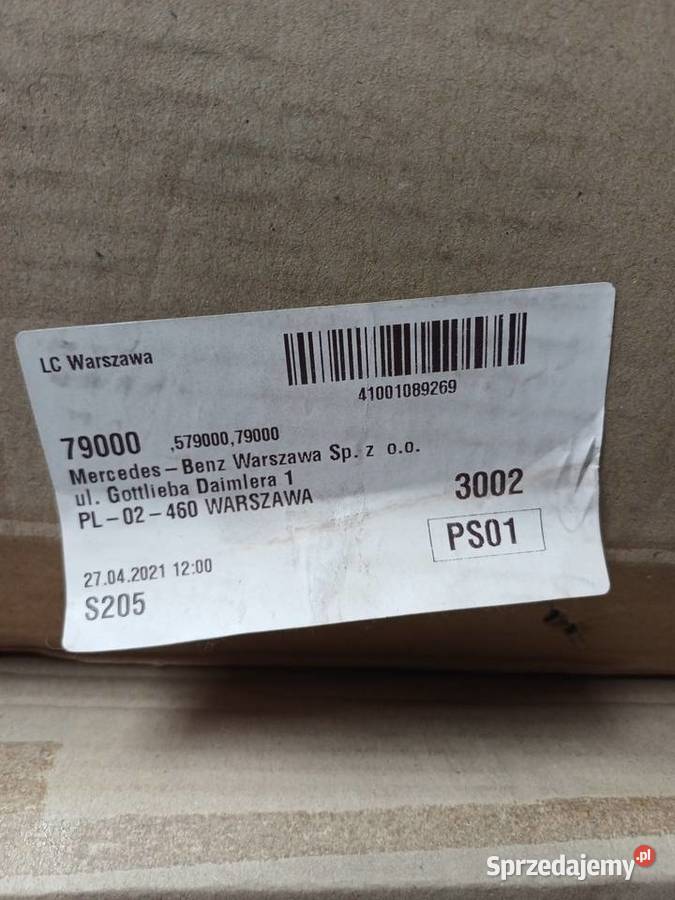 LC Warszawa
41001089269
79000 ,579000,79000
Mercedes-Benz Warszawa Sp. z o.o.
ul. Gottlieba Daimlera 1
PL-02-460 WARSZAWA
3002
PS01
27.04.2021 12:00
S205
Sprzedajemy.pl